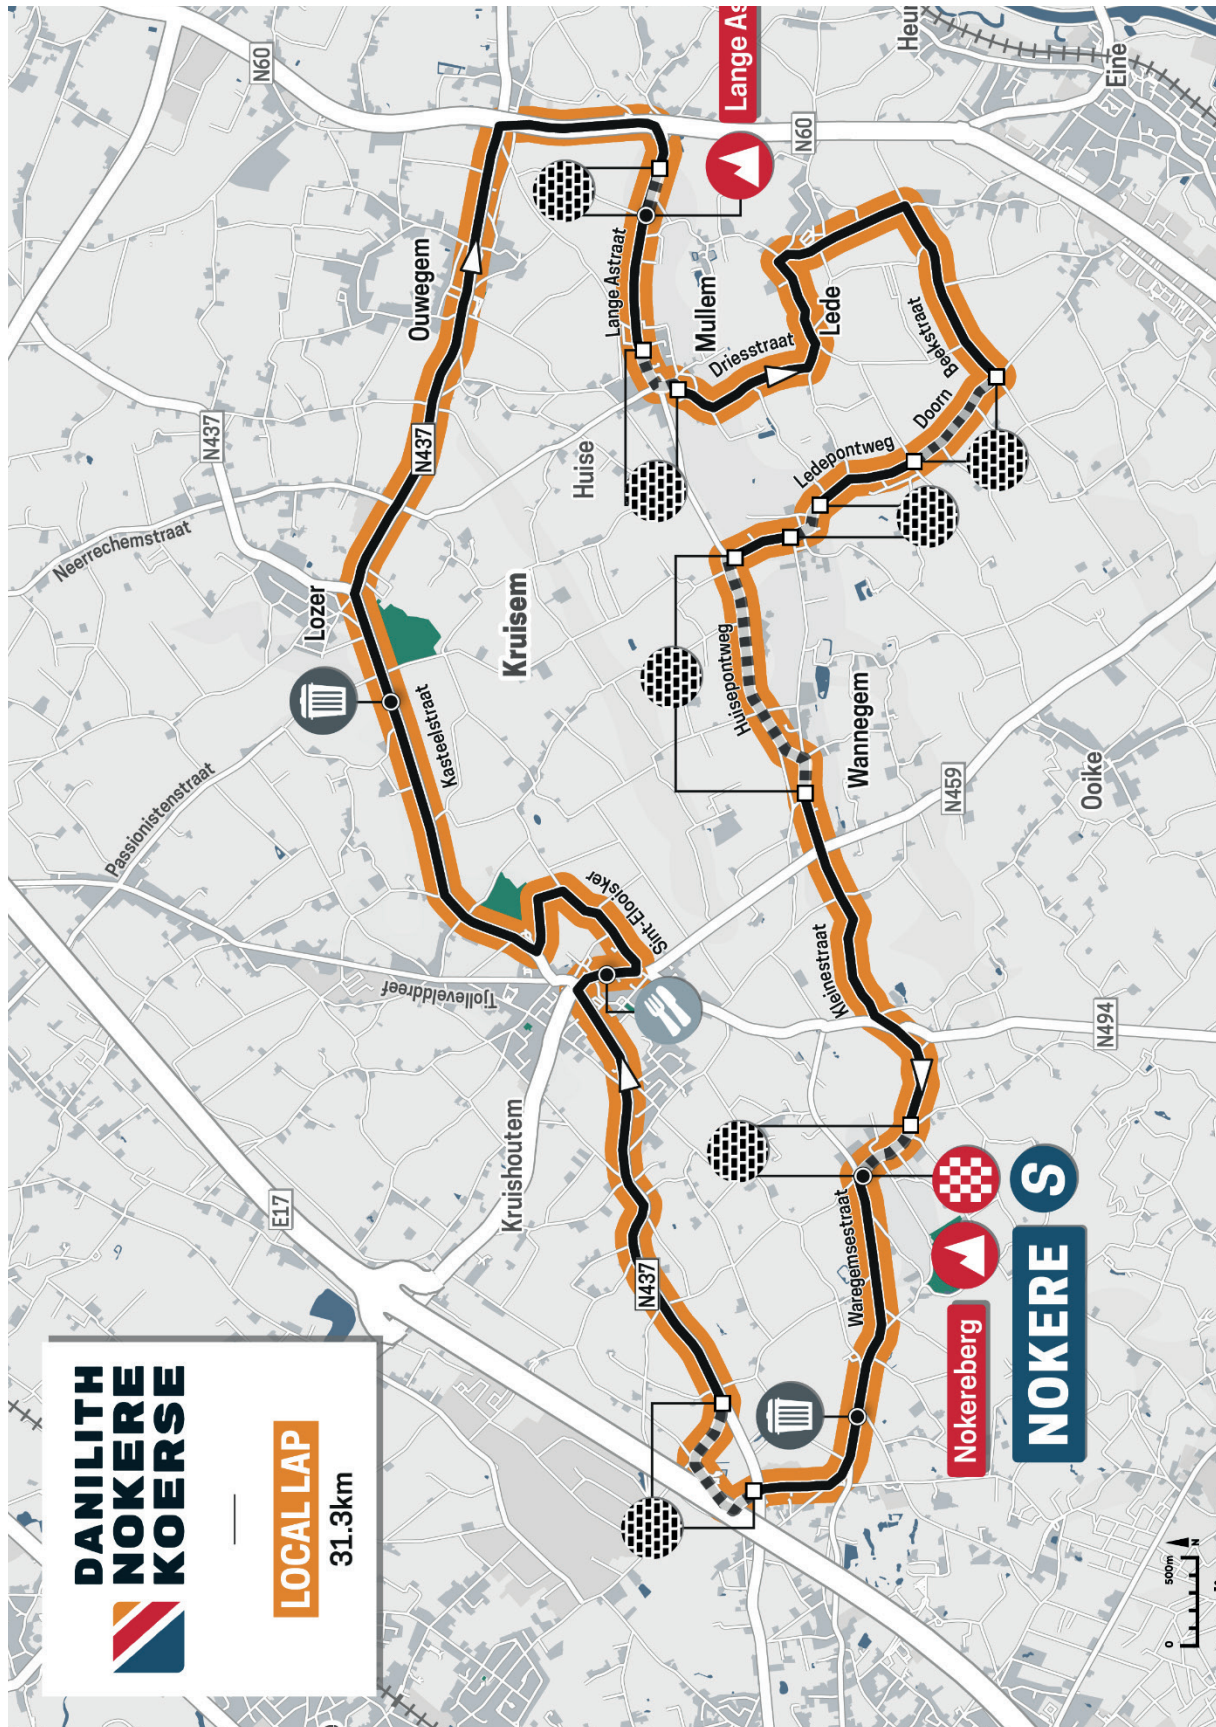 DANILITH
NOKERE
KOERSE
LOCAL LAP
31.3km
E17
N60
N437
Passionistenstraat
Neerrechemstraat
Tjollevelddreef
Lozer
Ouwegem
N437
Kasteelstraat
Kruishoutem
Kruisem
Huise
Sint-Elooisker
N437
Lange Astraat
Mullem
Lange As
N60
Heur
Eine
Driesstraat
Lede
Beekstraat
Doorn
Ledepontweg
Huisepontweg
Wannegem
N459
Ooike
Kleinestraat
N494
Waregemsestraat
Nokereberg
NOKERE
S
0
500m
N